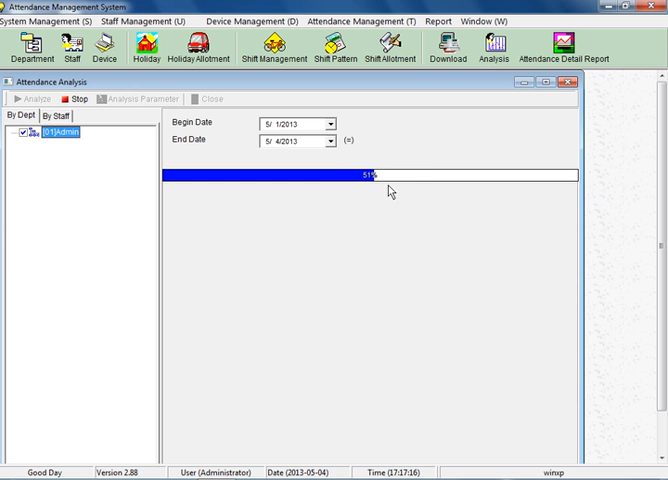 Attendance Management System
System Management (S) Staff Management (U) Device Management (D) Attendance Management (T) Report Window (W)
Department Staff Device Holiday Holiday Allotment Shift Management Shift Pattern Shift Allotment Download Analysis Attendance Detail Report
Attendance Analysis
Analyze Stop Analysis Parameter Close
By Dept By Staff
[01]Admin
Begin Date 5/ 1/2013
End Date 5/ 4/2013 (=)
51%
Good Day Version 2.88 User (Administrator) Date (2013-05-04) Time (17:17:16) winxp